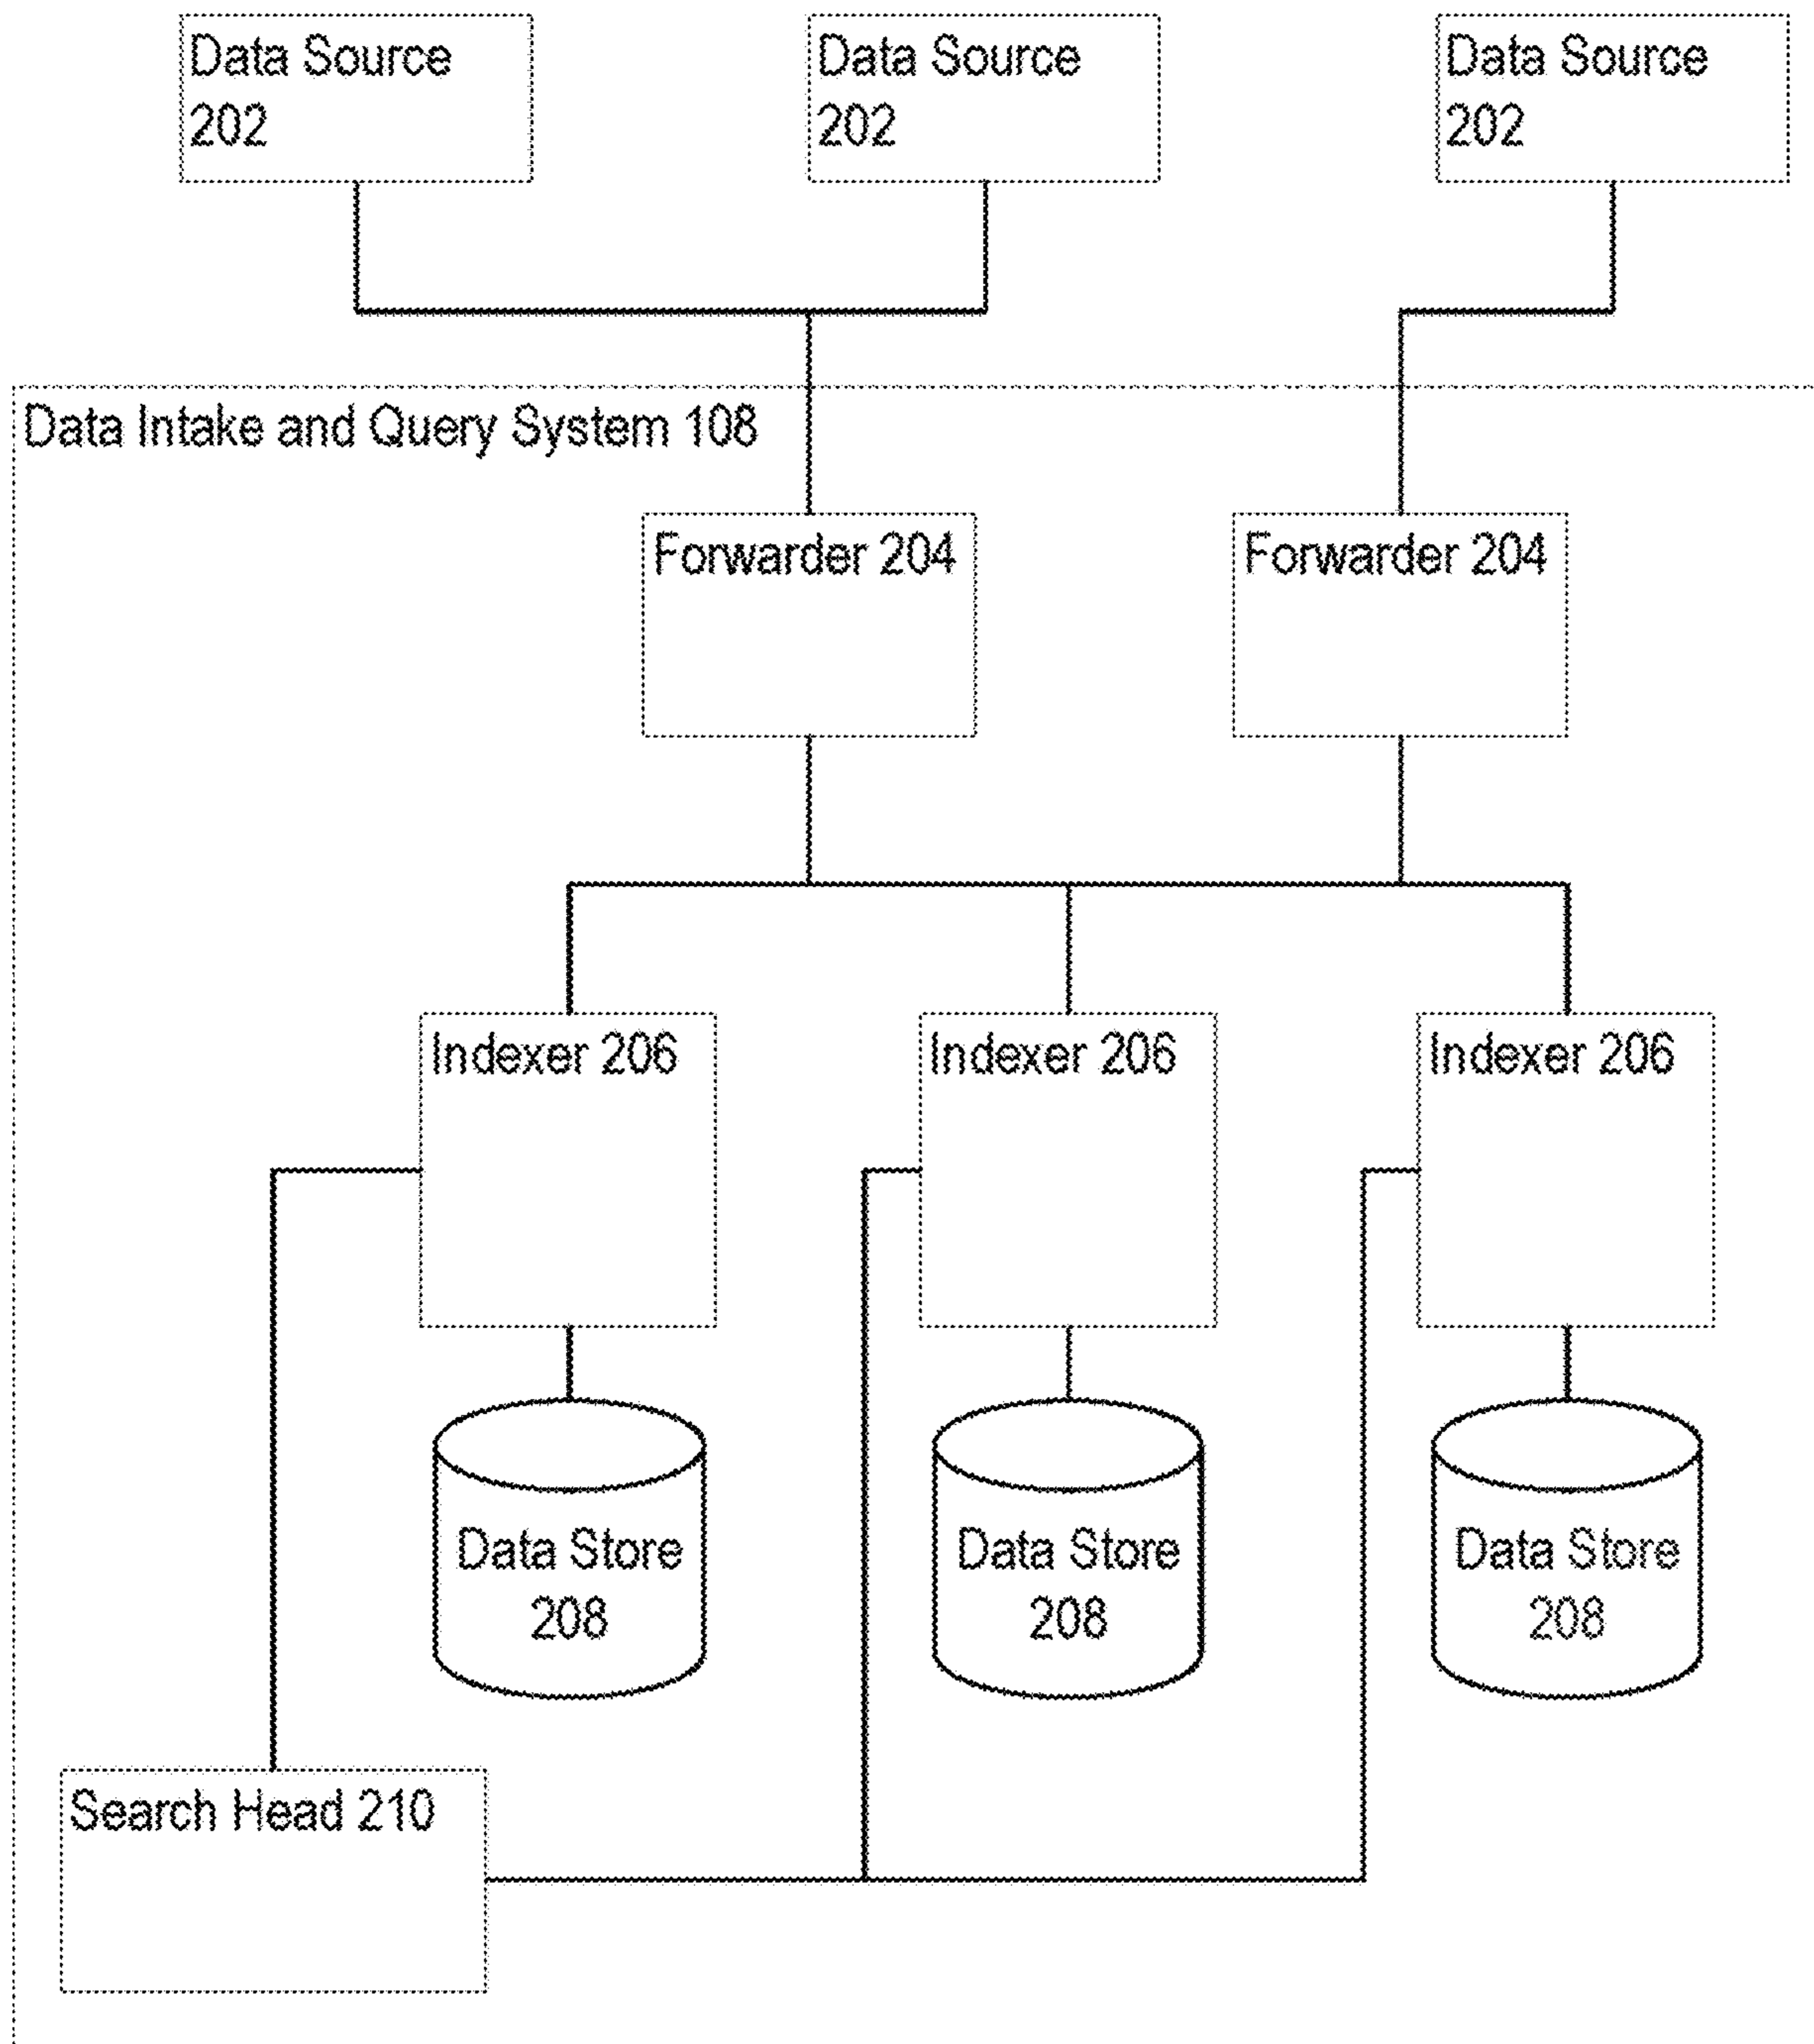 Data Source
202
Data Source
202
Data Source
202
Data Intake and Query System 108
Forwarder 204
Forwarder 204
Indexer 206
Indexer 206
Indexer 206
Data Store
208
Data Store
208
Data Store
208
Search Head 210